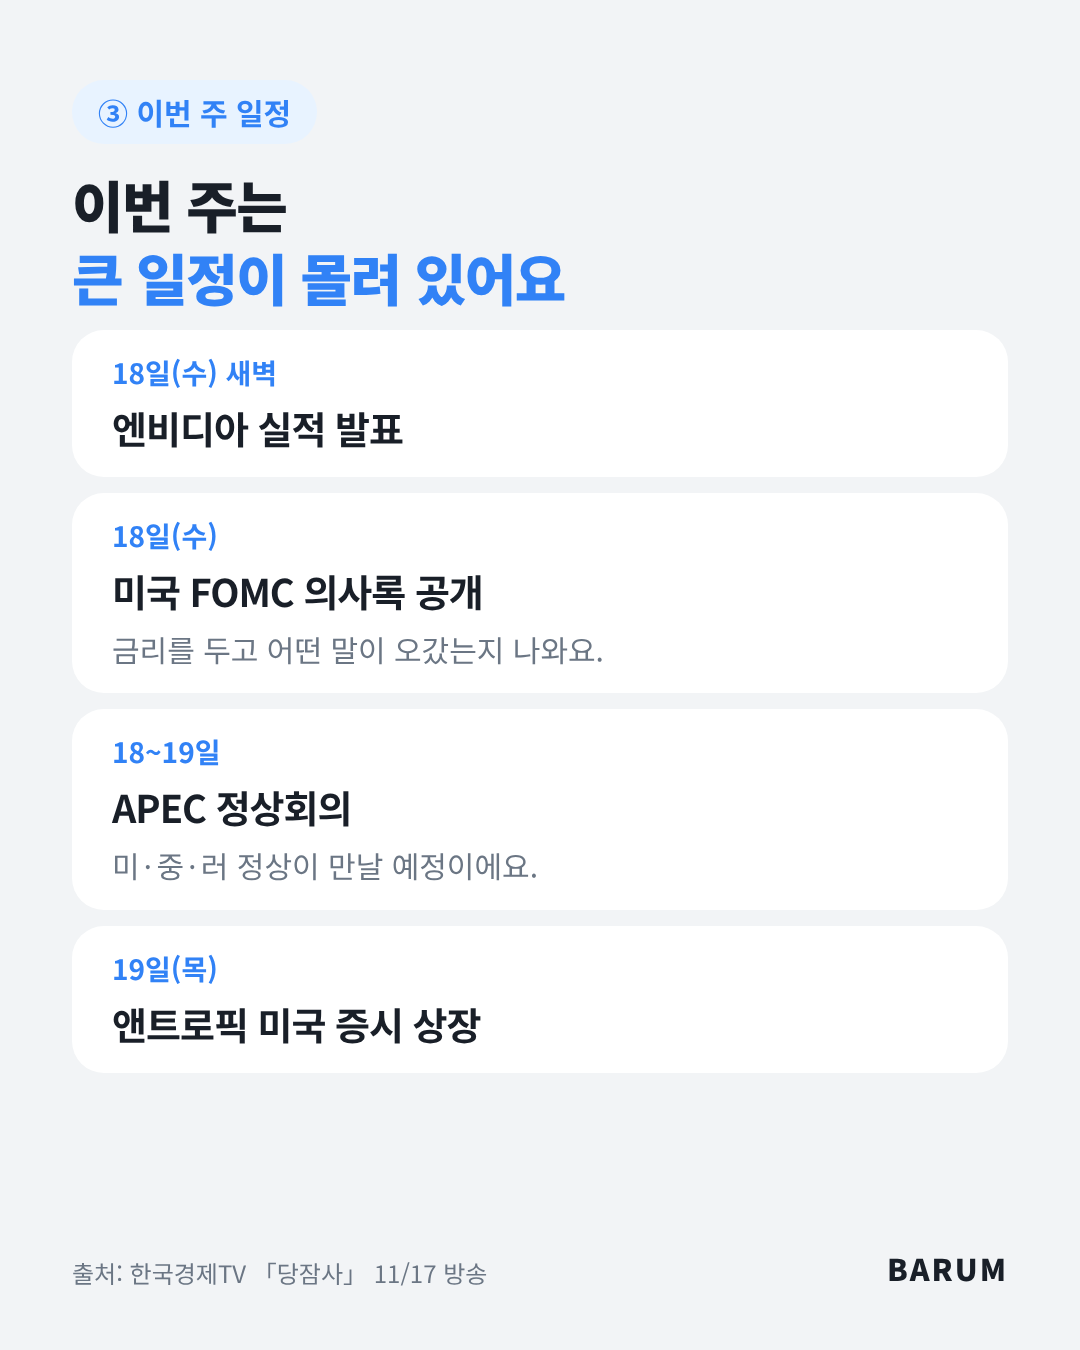 ③ 이번 주 일정
이번 주는
큰 일정이 몰려 있어요
18일(수) 새벽
엔비디아 실적 발표
18일(수)
미국 FOMC 의사록 공개
금리를 두고 어떤 말이 오갔는지 나와요.
18~19일
APEC 정상회의
미·중·러 정상이 만날 예정이에요.
19일(목)
앤트로픽 미국 증시 상장
출처: 한국경제TV 「당잠사」 11/17 방송
BARUM